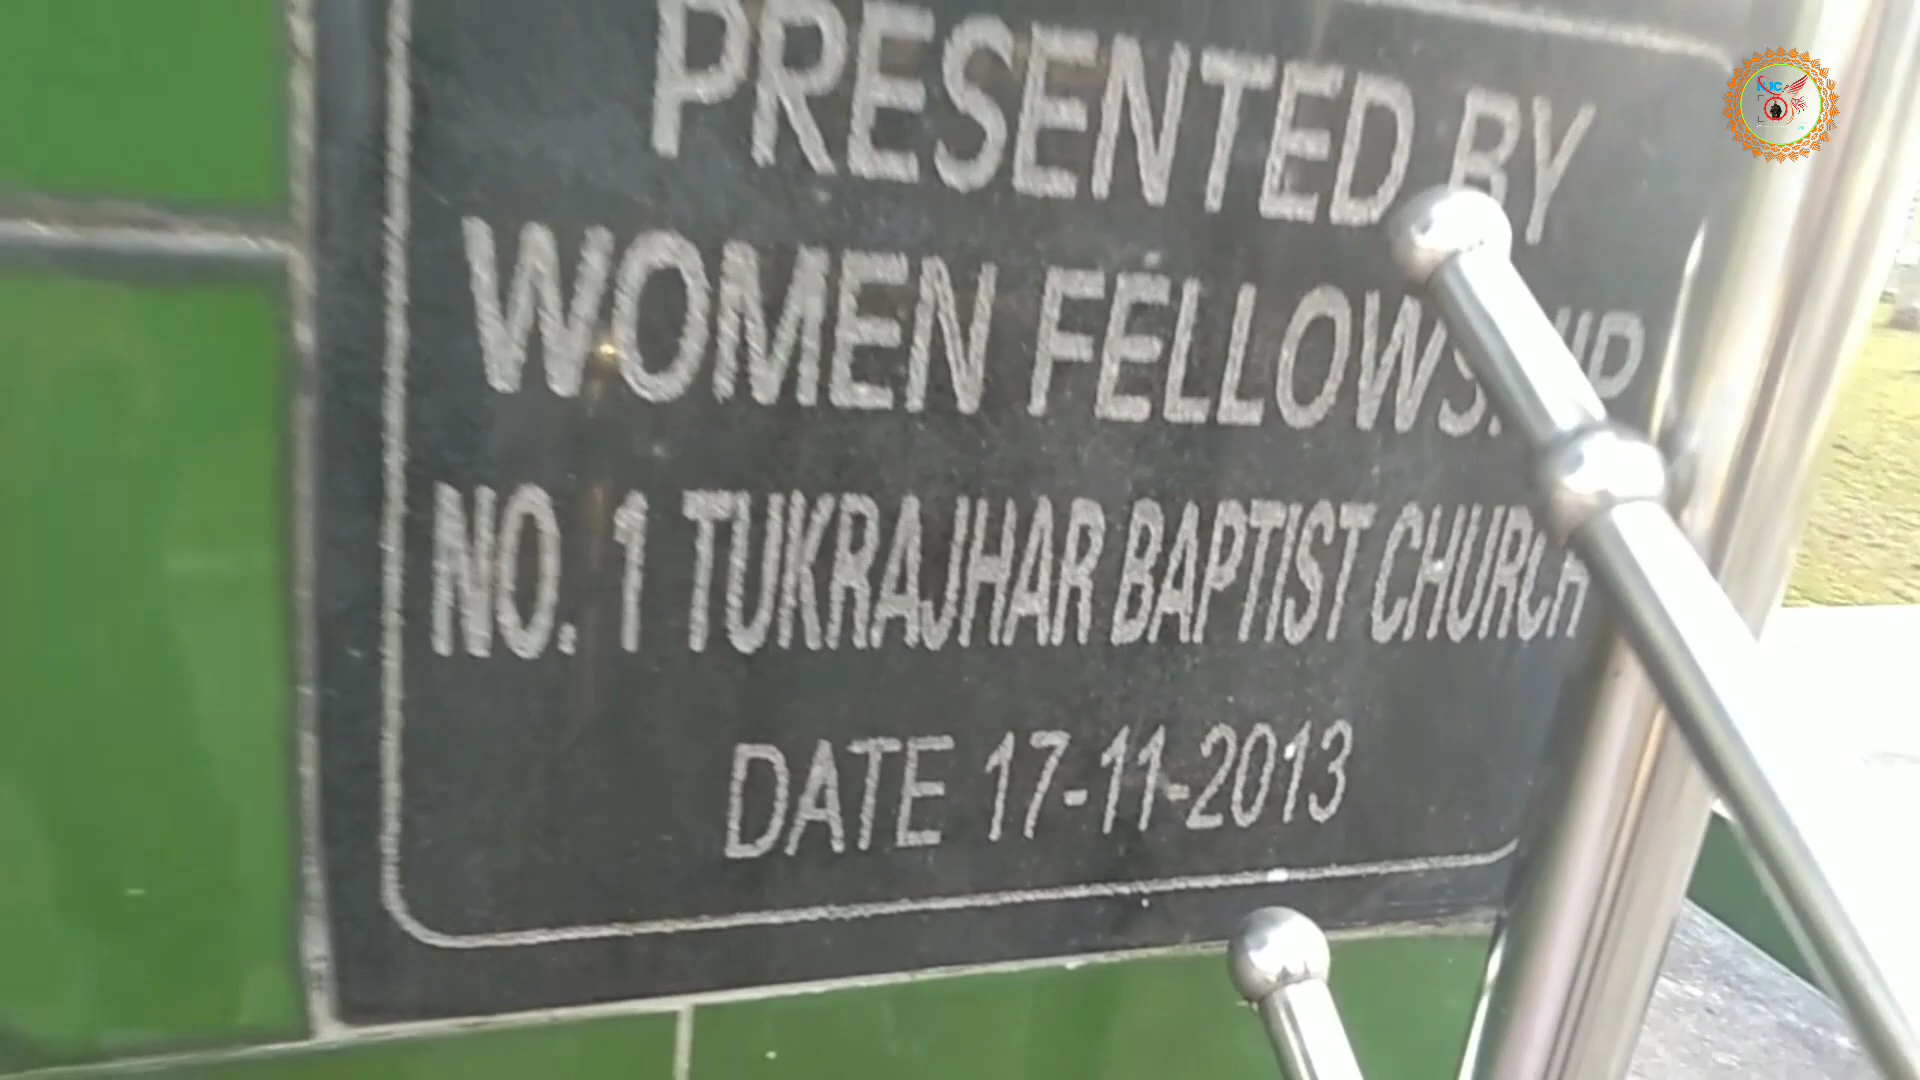 PRESENTED BY
WOMEN FELLOWSHIP
NO. 1 TUKRAJHAR BAPTIST CHURCH
DATE 17-11-2013